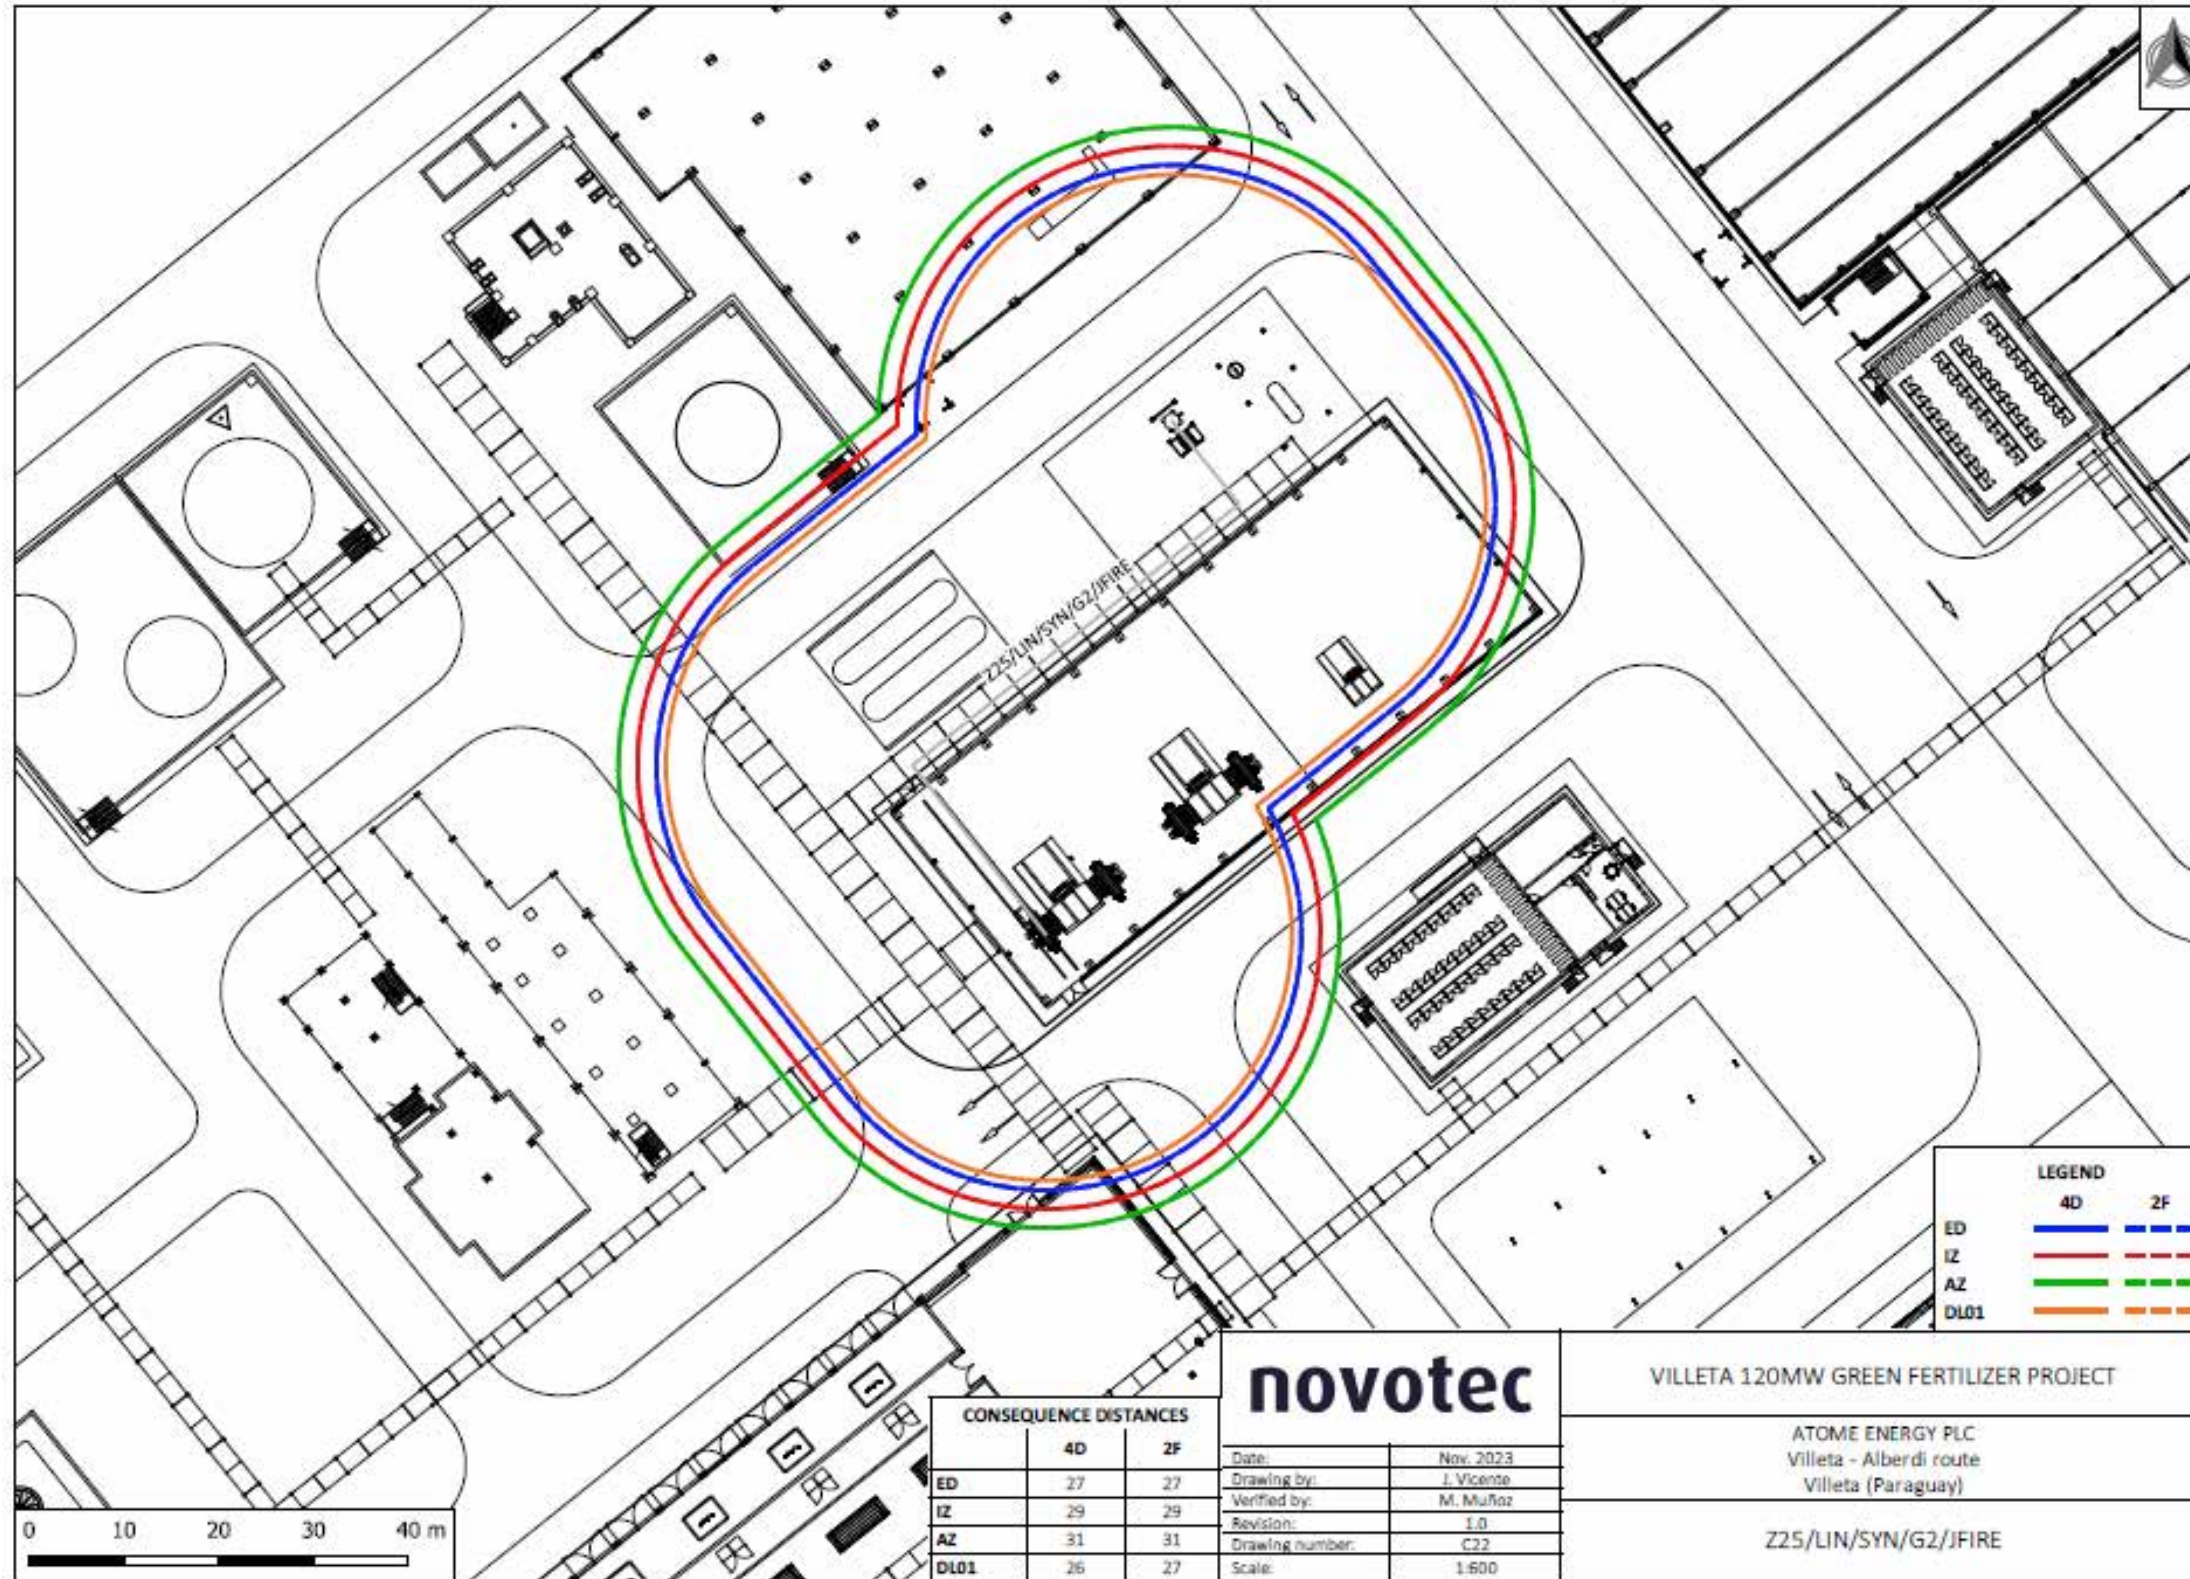 Z25/LIN/SYN/G2/JFIRE
LEGEND
4D 2F
ED
IZ
AZ
DL01
0 10 20 30 40 m
CONSEQUENCE DISTANCES
4D 2F
ED 27 27
IZ 29 29
AZ 31 31
DL01 26 27
novotec
Date: Nov. 2023
Drawing by: J. Vicente
Verified by: M. Muñoz
Revision: 1.0
Drawing number: C22
Scale: 1:600
VILLETA 120MW GREEN FERTILIZER PROJECT
ATOME ENERGY PLC
Villeta - Alberdi route
Villeta (Paraguay)
Z25/LIN/SYN/G2/JFIRE